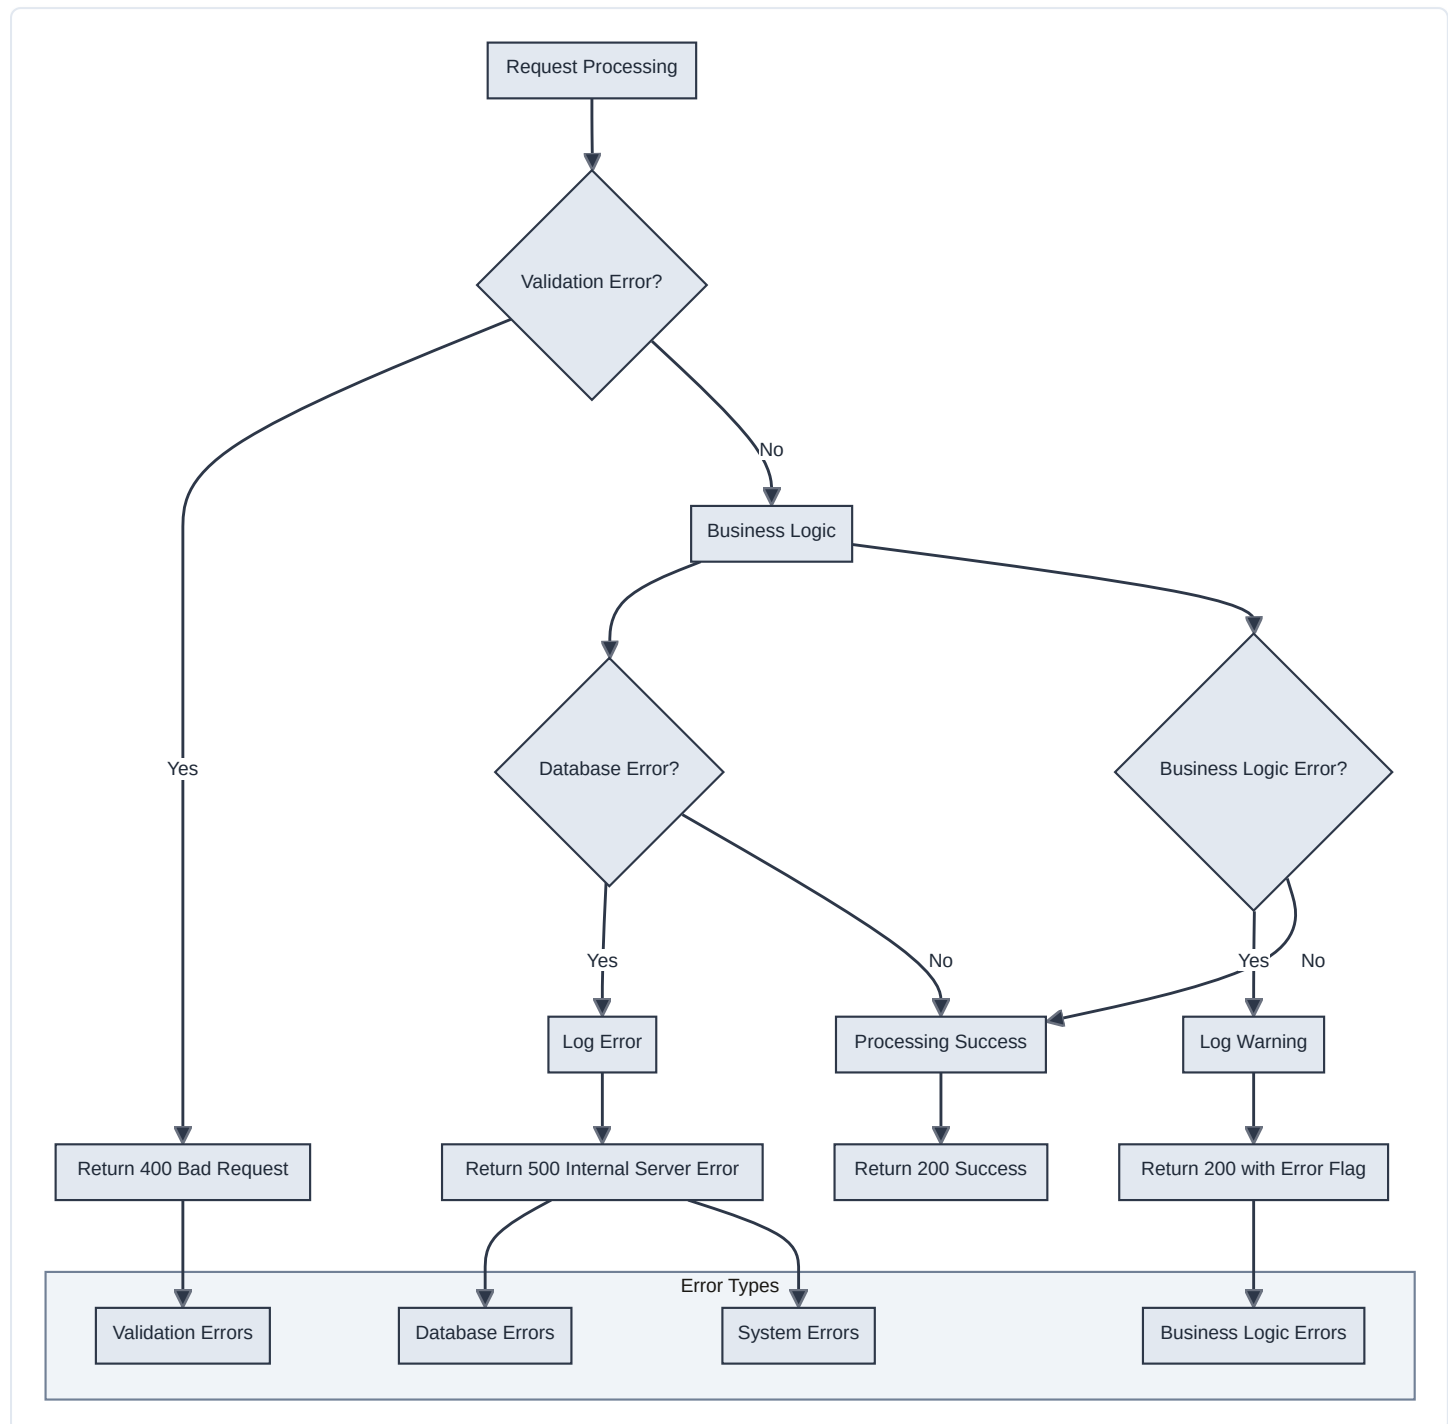 Request Processing
Validation Error?
No
Business Logic
Yes
Database Error?
Business Logic Error?
Yes
No
Yes
No
Log Error
Processing Success
Log Warning
Return 400 Bad Request
Return 500 Internal Server Error
Return 200 Success
Return 200 with Error Flag
Error Types
Validation Errors
Database Errors
System Errors
Business Logic Errors